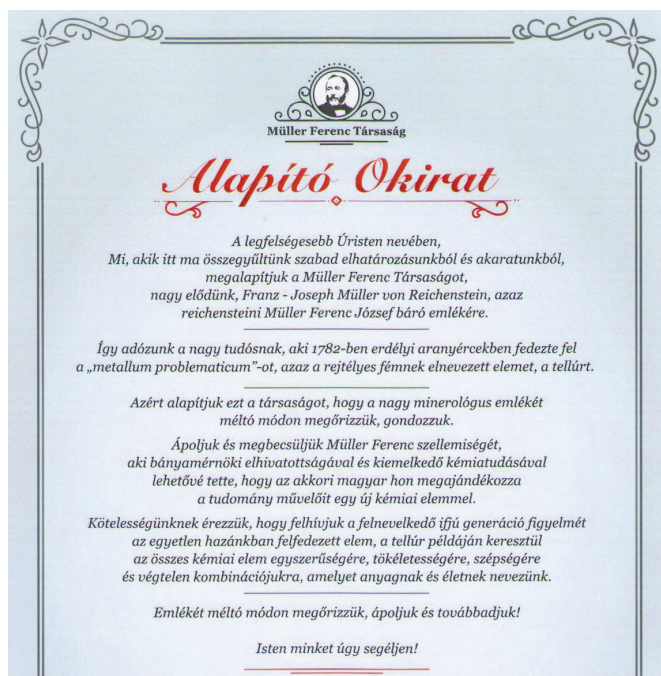 Müller Ferenc Társaság
Alapító Okirat
A legfelségesebb Úristen nevében,
Mi, akik itt ma összegyűltünk szabad elhatározásunkból és akaratunkból,
megalapítjuk a Müller Ferenc Társaságot,
nagy elődünk, Franz - Joseph Müller von Reichenstein, azaz
reichensteini Müller Ferenc József báró emlékére.
Így adózunk a nagy tudósnak, aki 1782-ben erdélyi aranyércekben fedezte fel
a „metallum problematicum”-ot, azaz a rejtélyes fémnek elnevezett elemet, a tellúrt.
Azért alapítjuk ezt a társaságot, hogy a nagy minerológus emlékét
méltó módon megőrizzük, gondozzuk.
Ápoljuk és megbecsüljük Müller Ferenc szellemiségét,
aki bányamérnöki elhivatottságával és kiemelkedő kémiatudásával
lehetővé tette, hogy az akkori magyar hon megajándékozza
a tudomány művelőit egy új kémiai elemmel.
Kötelességünknek érezzük, hogy felhívjuk a felnevelkedő ifjú generáció figyelmét
az egyetlen hazánkban felfedezett elem, a tellúr példáján keresztül
az összes kémiai elem egyszerűségére, tökéletességére, szépségére
és végtelen kombinációjukra, amelyet anyagnak és életnek nevezünk.
Emlékét méltó módon megőrizzük, ápoljuk és továbbadjuk!
Isten minket úgy segéljen!